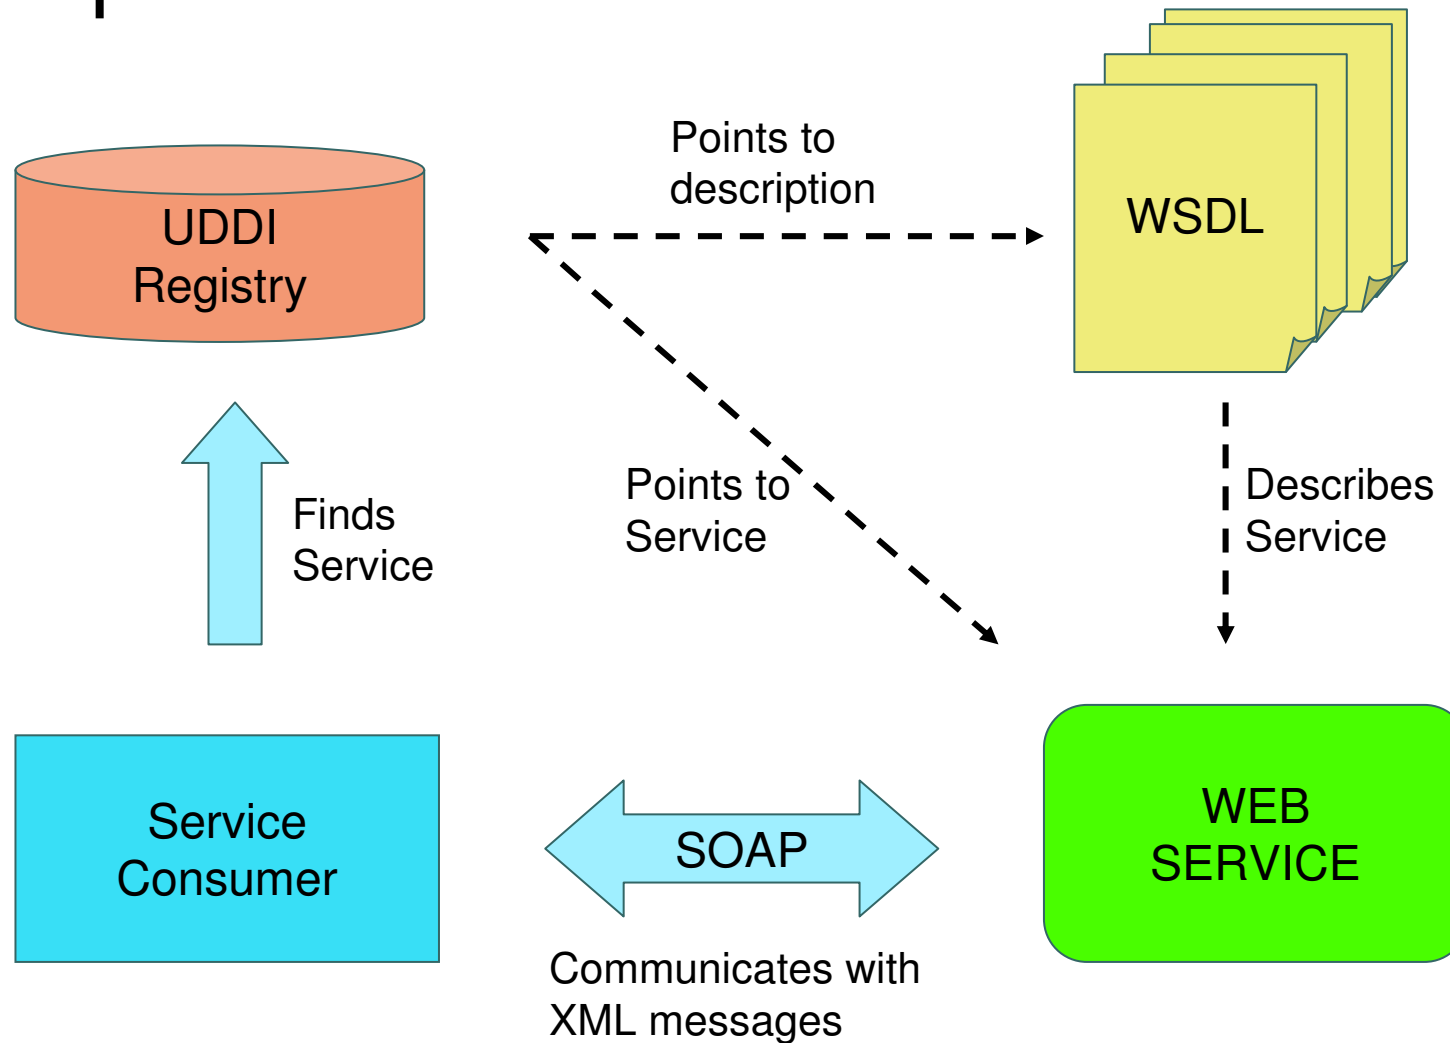 Points to
description
UDDI
Registry
WSDL
Finds
Service
Points to
Service
Describes
Service
Service
Consumer
SOAP
WEB
SERVICE
Communicates with
XML messages